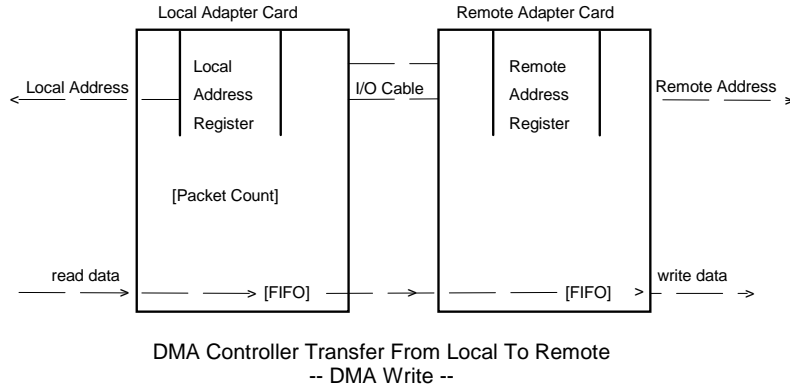 Local Adapter Card
Remote Adapter Card
Local
Address
Register
Remote
Address
Register
Local Address
I/O Cable
Remote Address
[Packet Count]
read data
[FIFO]
[FIFO]
write data
DMA Controller Transfer From Local To Remote
-- DMA Write --